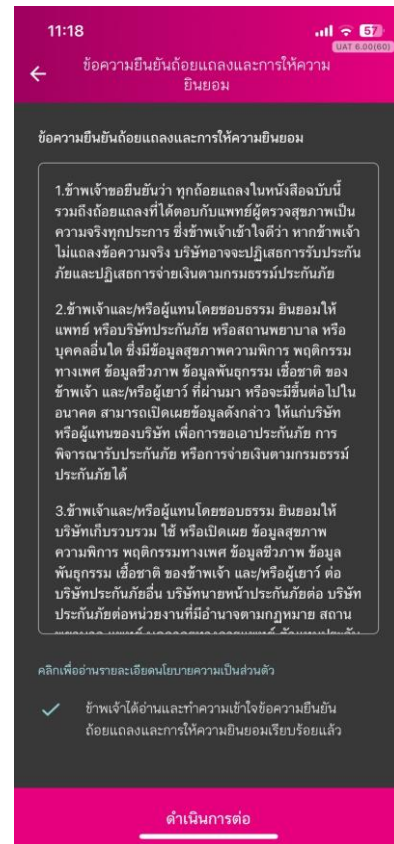 11:18
57
UAT 6.00(60)
ข้อความยืนยันถ้อยแถลงและการให้ความ
ยินยอม
ข้อความยืนยันถ้อยแถลงและการให้ความยินยอม
1.ข้าพเจ้าขอยืนยันว่า ทุกถ้อยแถลงในหนังสือฉบับนี้
รวมถึงถ้อยแถลงที่ได้ตอบกับแพทย์ผู้ตรวจสุขภาพเป็น
ความจริงทุกประการ ซึ่งข้าพเจ้าเข้าใจดีว่า หากข้าพเจ้า
ไม่แถลงข้อความจริง บริษัทอาจจะปฏิเสธการรับประกัน
ภัยและปฏิเสธการจ่ายเงินตามกรมธรรม์ประกันภัย
2.ข้าพเจ้าและ/หรือผู้แทนโดยชอบธรรม ยินยอมให้
แพทย์ หรือบริษัทประกันภัย หรือสถานพยาบาล หรือ
บุคคลอื่นใด ซึ่งมีข้อมูลสุขภาพความพิการ พฤติกรรม
ทางเพศ ข้อมูลชีวภาพ ข้อมูลพันธุกรรม เชื้อชาติ ของ
ข้าพเจ้า และ/หรือผู้เยาว์ ที่ผ่านมา หรือจะมีขึ้นต่อไปใน
อนาคต สามารถเปิดเผยข้อมูลดังกล่าว ให้แก่บริษัท
หรือผู้แทนของบริษัท เพื่อการขอเอาประกันภัย การ
พิจารณารับประกันภัย หรือการจ่ายเงินตามกรมธรรม์
ประกันภัยได้
3.ข้าพเจ้าและ/หรือผู้แทนโดยชอบธรรม ยินยอมให้
บริษัทเก็บรวบรวม ใช้ หรือเปิดเผย ข้อมูลสุขภาพ
ความพิการ พฤติกรรมทางเพศ ข้อมูลชีวภาพ ข้อมูล
พันธุกรรม เชื้อชาติ ของข้าพเจ้า และ/หรือผู้เยาว์ ต่อ
บริษัทประกันภัยอื่น บริษัทนายหน้าประกันภัยต่อ บริษัท
ประกันภัยต่อหน่วยงานที่มีอำนาจตามกฎหมาย สถาน
คลิกเพื่ออ่านรายละเอียดนโยบายความเป็นส่วนตัว
ข้าพเจ้าได้อ่านและทำความเข้าใจข้อความยืนยัน
ถ้อยแถลงและการให้ความยินยอมเรียบร้อยแล้ว
ดำเนินการต่อ